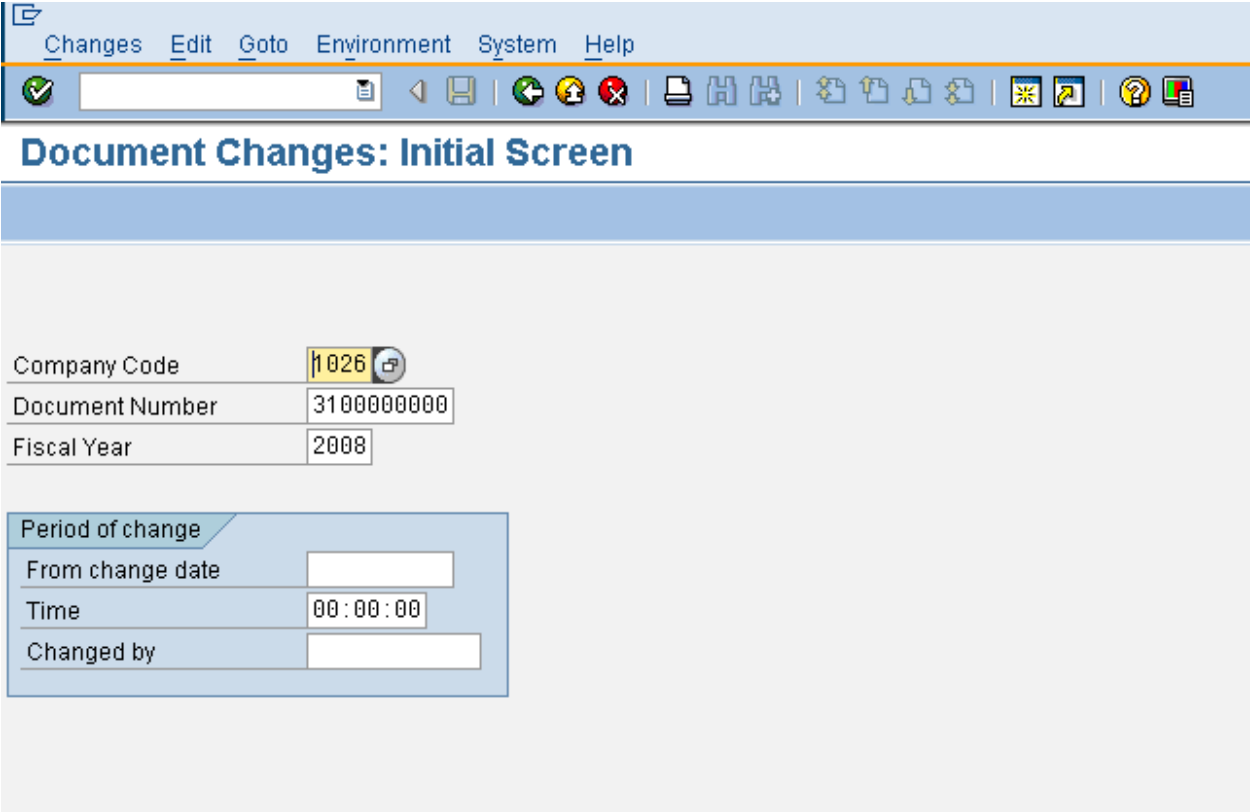 Changes Edit Goto Environment System Help
Document Changes: Initial Screen
Company Code 1026
Document Number 3100000000
Fiscal Year 2008
Period of change
From change date
Time 00:00:00
Changed by